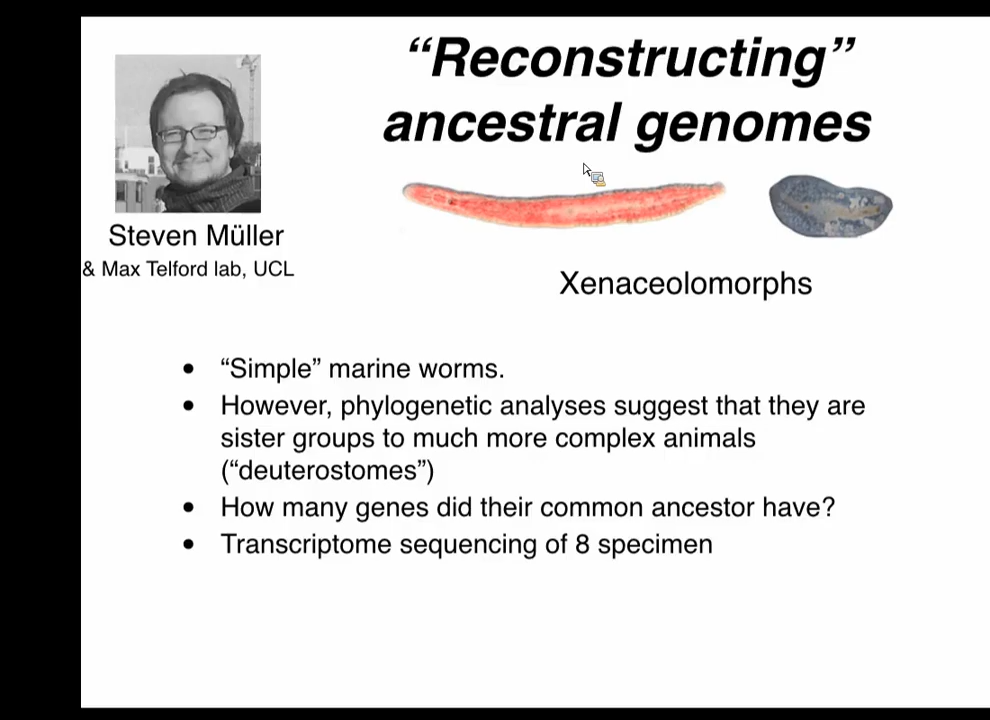 “Reconstructing”
ancestral genomes
Steven Müller
& Max Telford lab, UCL
Xenaceolomorphs
• “Simple” marine worms.
• However, phylogenetic analyses suggest that they are
sister groups to much more complex animals
(“deuterostomes”)
• How many genes did their common ancestor have?
• Transcriptome sequencing of 8 specimen